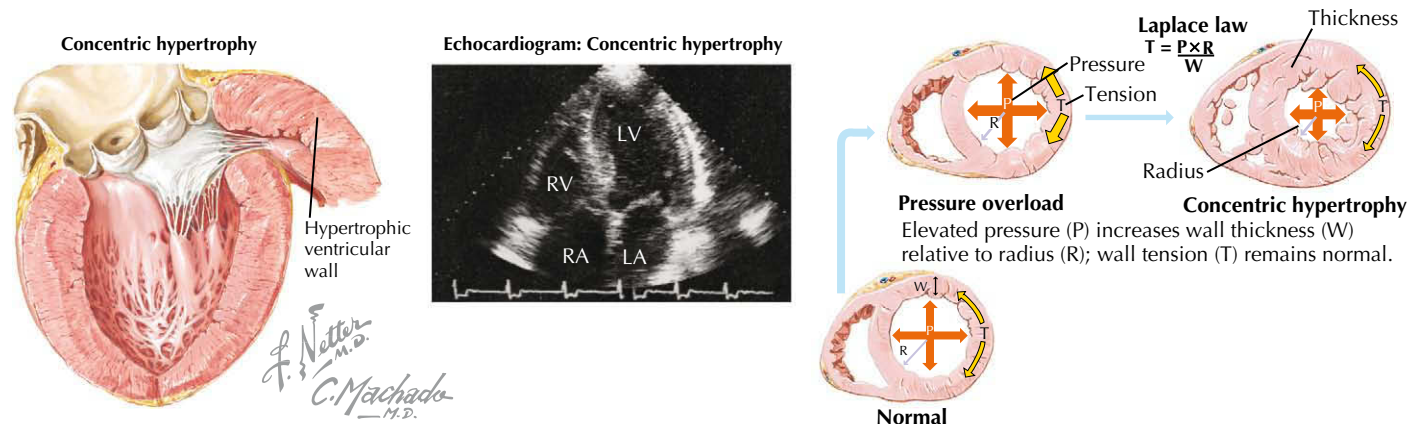 Concentric hypertrophy
Hypertrophic
ventricular
wall
F. Netter
M.D.
C. Machado
M.D.
Echocardiogram: Concentric hypertrophy
LV
RV
RA
LA
Laplace law
T = P×R
W
Thickness
Pressure
Tension
P
T
R
P
T
Radius
Pressure overload
Concentric hypertrophy
Elevated pressure (P) increases wall thickness (W)
relative to radius (R); wall tension (T) remains normal.
W
P
T
R
Normal